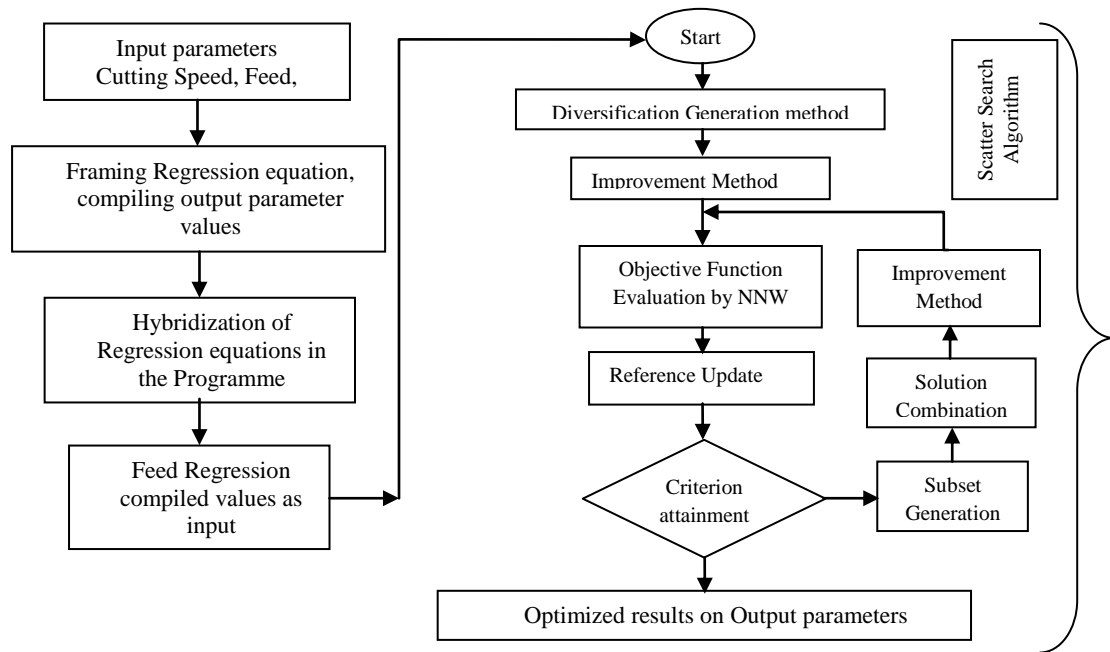 Input parameters
Cutting Speed, Feed,
Framing Regression equation,
compiling output parameter
values
Hybridization of
Regression equations in
the Programme
Feed Regression
compiled values as
input
Start
Diversification Generation method
Improvement Method
Objective Function
Evaluation by NNW
Reference Update
Criterion
attainment
Optimized results on Output parameters
Subset
Generation
Solution
Combination
Improvement
Method
Scatter Search
Algorithm